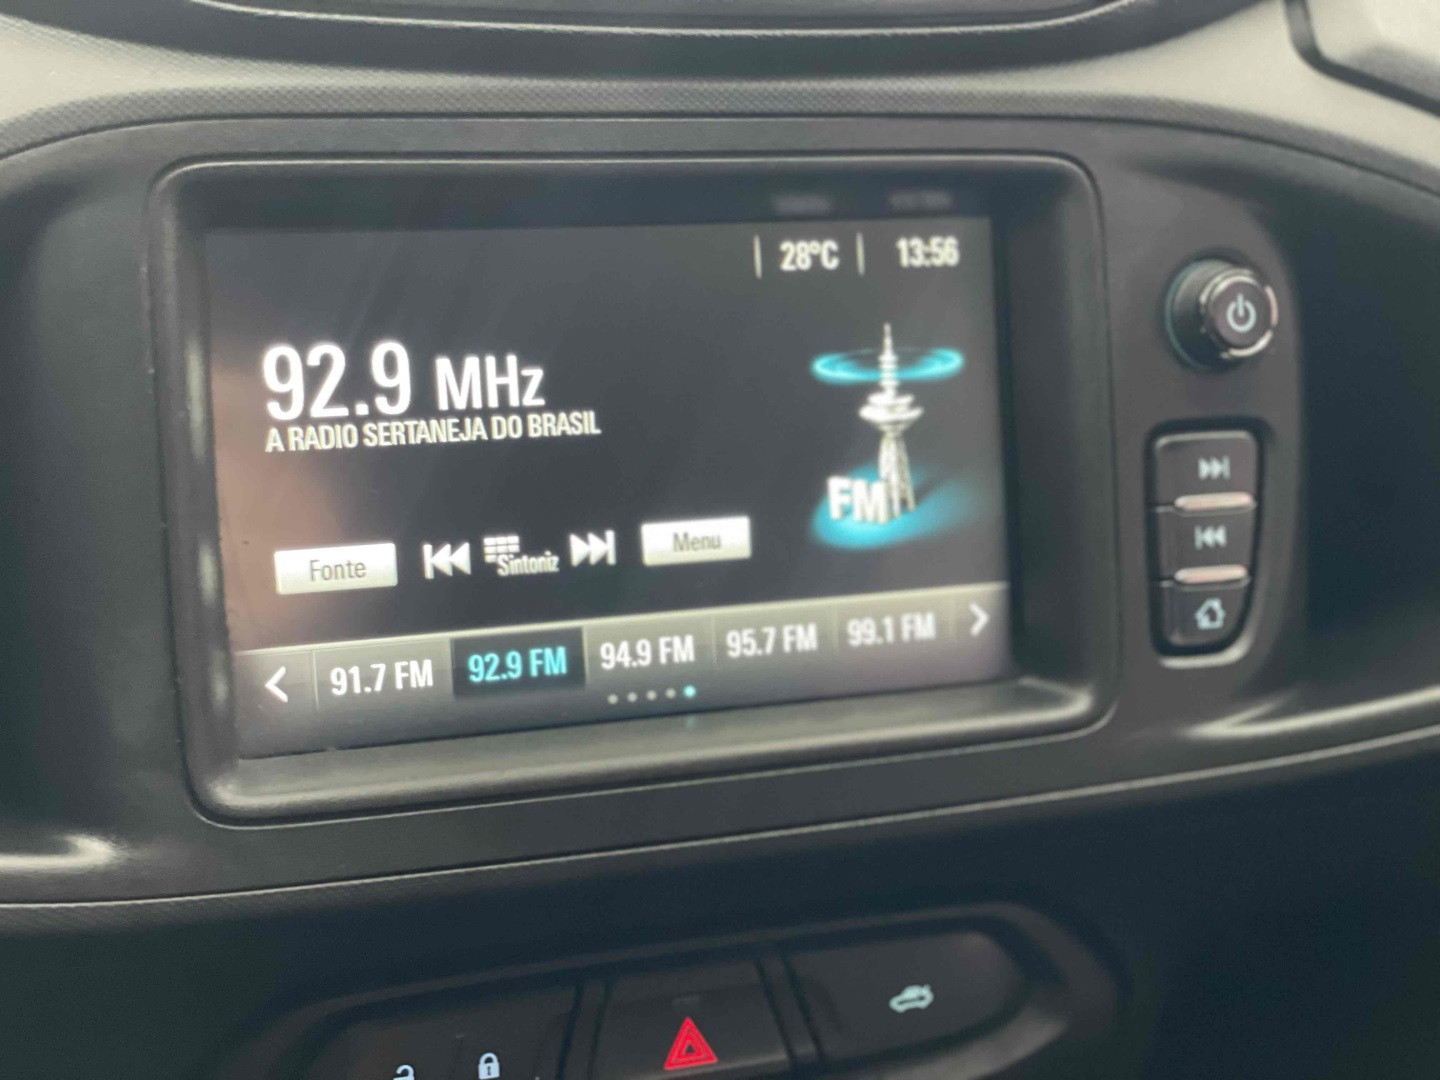 28°C 13:56
92.9 MHz
A RADIO SERTANEJA DO BRASIL
FM
Fonte Sintoniz Menu
91.7 FM 92.9 FM 94.9 FM 95.7 FM 99.1 FM